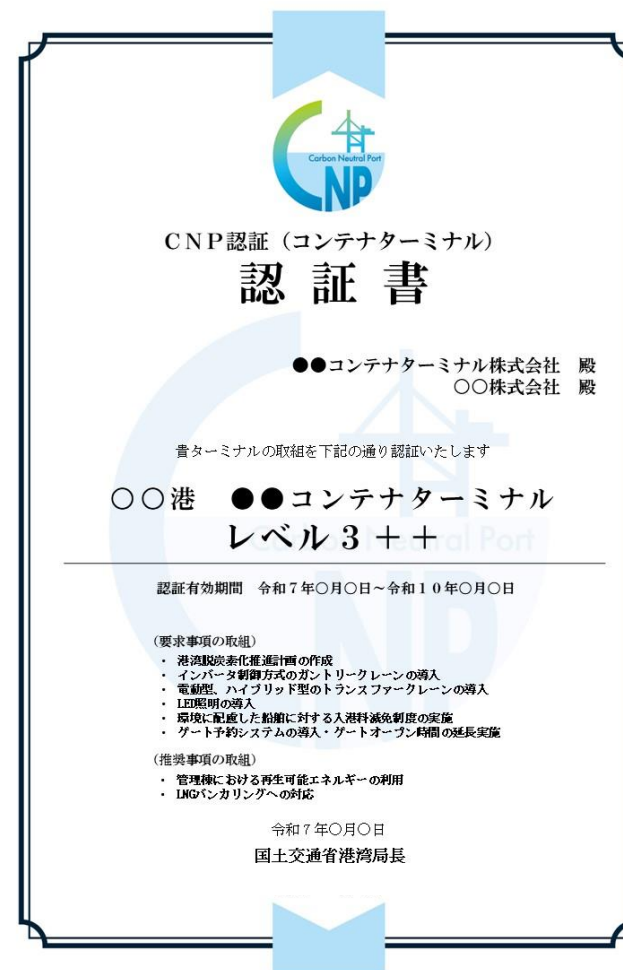 Carbon Neutral Port
CNP
CNP認証（コンテナターミナル）
認証書
●●コンテナターミナル株式会社　殿
○○株式会社　殿
貴ターミナルの取組を下記の通り認証いたします
○○港　●●コンテナターミナル
レベル３＋＋
Carbon Neutral Port
CNP
認証有効期間　令和７年○月○日～令和１０年○月○日
（要求事項の取組）
・ 港湾脱炭素化推進計画の作成
・ インバータ制御方式のガントリークレーンの導入
・ 電動型、ハイブリッド型のトランスファークレーンの導入
・ LED照明の導入
・ 環境に配慮した船舶に対する入港料減免制度の実施
・ ゲート予約システムの導入・ゲートオープン時間の延長実施
（推奨事項の取組）
・ 管理棟における再生可能エネルギーの利用
・ LNGバンカリングへの対応
令和７年○月○日
国土交通省港湾局長